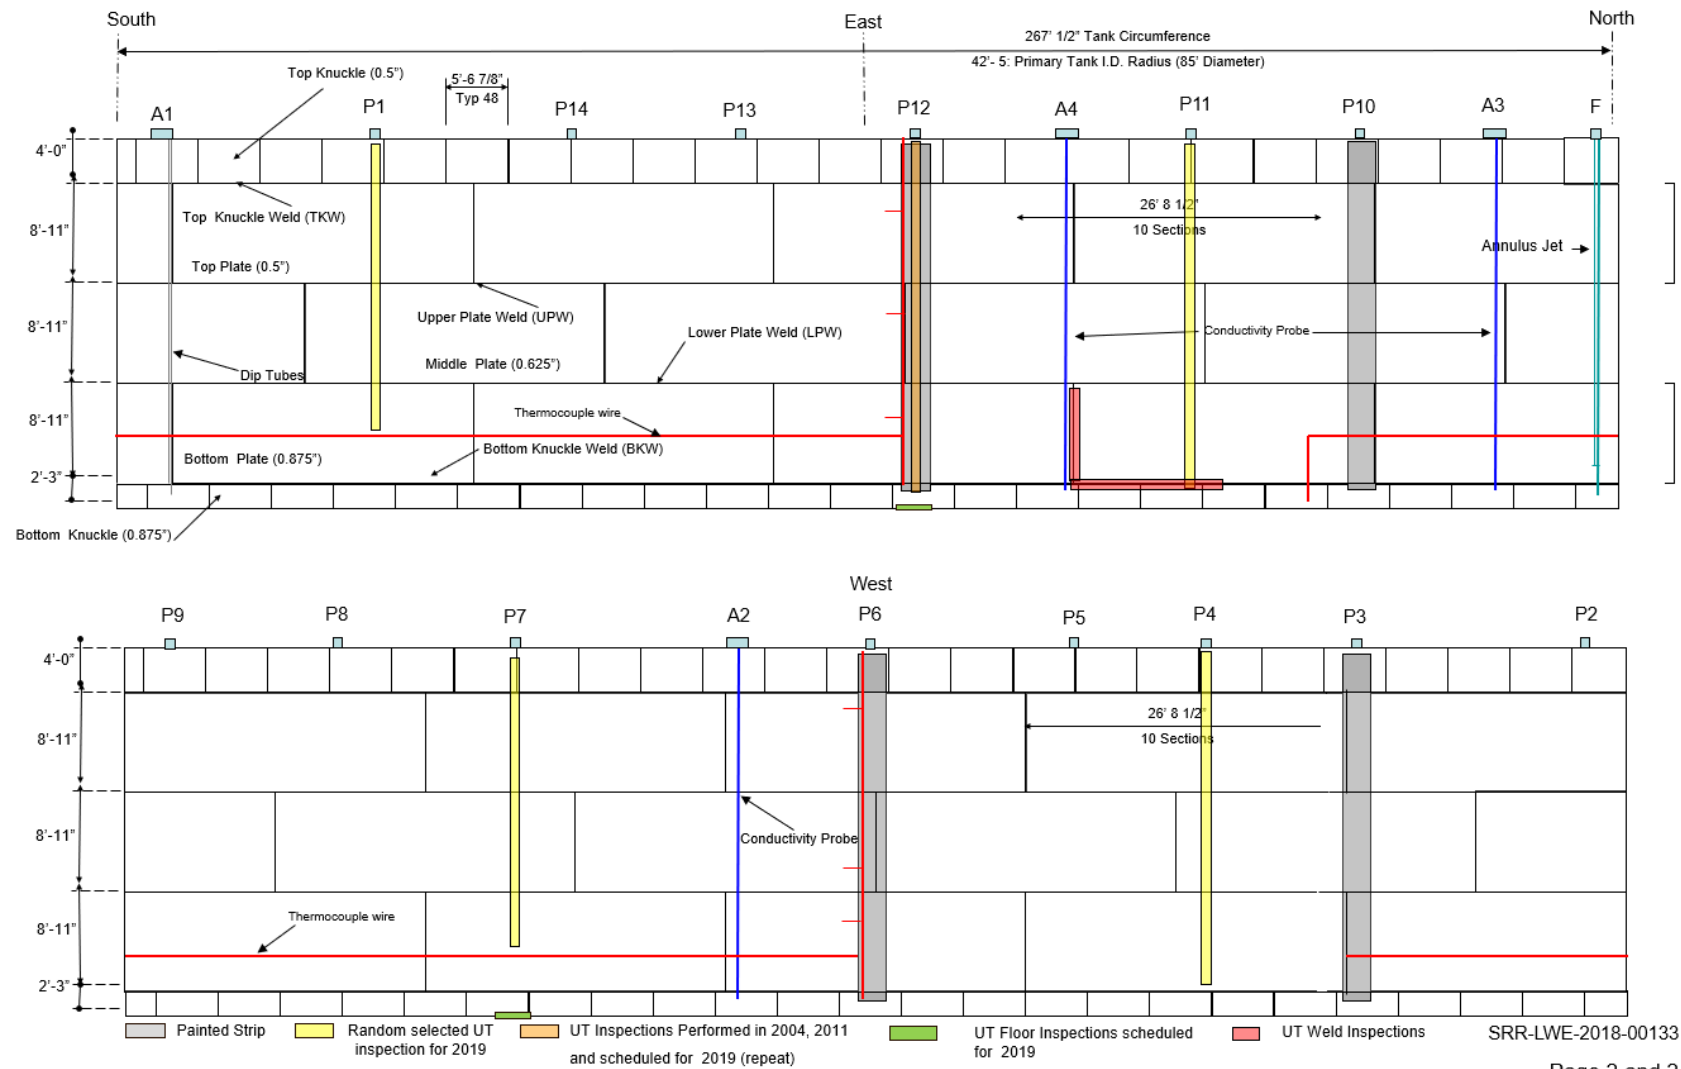 South
East
North
267' 1/2" Tank Circumference
42'- 5: Primary Tank I.D. Radius (85' Diameter)
Top Knuckle (0.5")
5'-6 7/8"
Typ 48
A1
P1
P14
P13
P12
A4
P11
P10
A3
F
4'-0"
Top Knuckle Weld (TKW)
26' 8 1/2"
10 Sections
8'-11"
Annulus Jet
Top Plate (0.5")
Upper Plate Weld (UPW)
8'-11"
Lower Plate Weld (LPW)
Conductivity Probe
Middle Plate (0.625")
Dip Tubes
8'-11"
Thermocouple wire
Bottom Knuckle Weld (BKW)
Bottom Plate (0.875")
2'-3"
Bottom Knuckle (0.875")
West
P9
P8
P7
A2
P6
P5
P4
P3
P2
4'-0"
26' 8 1/2"
10 Sections
8'-11"
8'-11"
Conductivity Probe
Thermocouple wire
8'-11"
2'-3"
Painted Strip
Random selected UT
inspection for 2019
UT Inspections Performed in 2004, 2011
and scheduled for 2019 (repeat)
UT Floor Inspections scheduled
for 2019
UT Weld Inspections
SRR-LWE-2018-00133